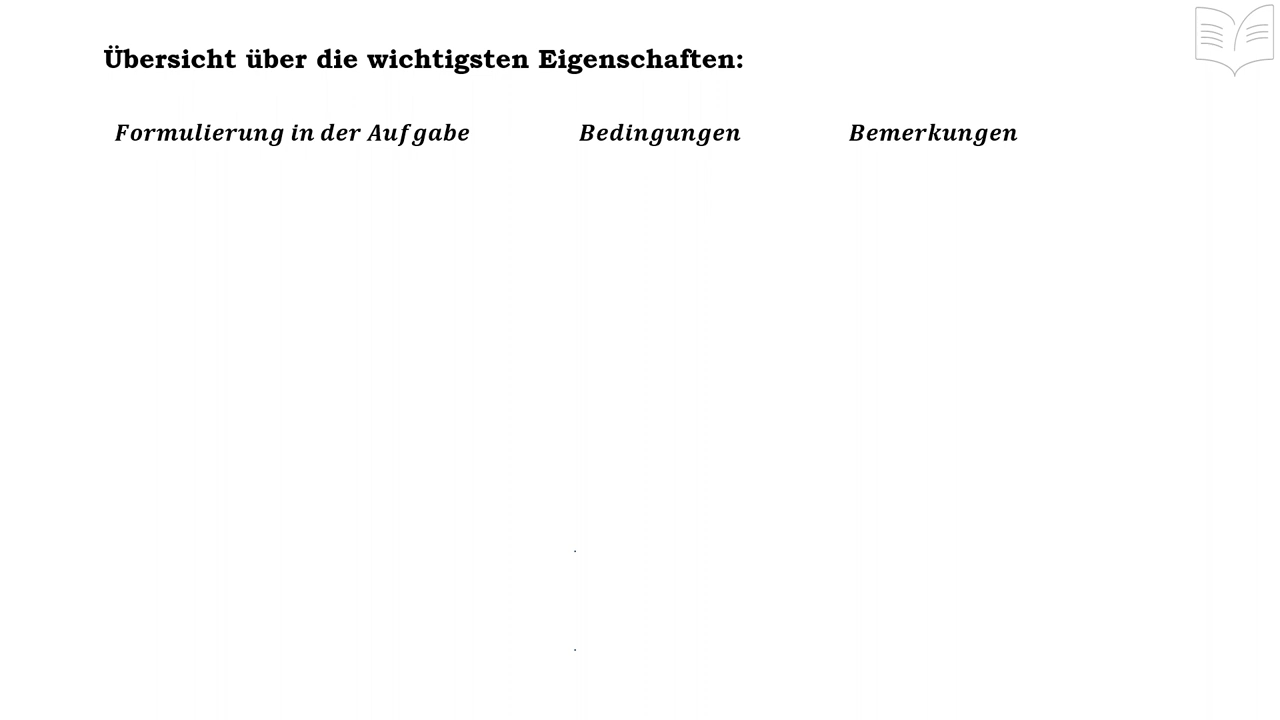 Übersicht über die wichtigsten Eigenschaften:
Formulierung in der Aufgabe Bedingungen Bemerkungen